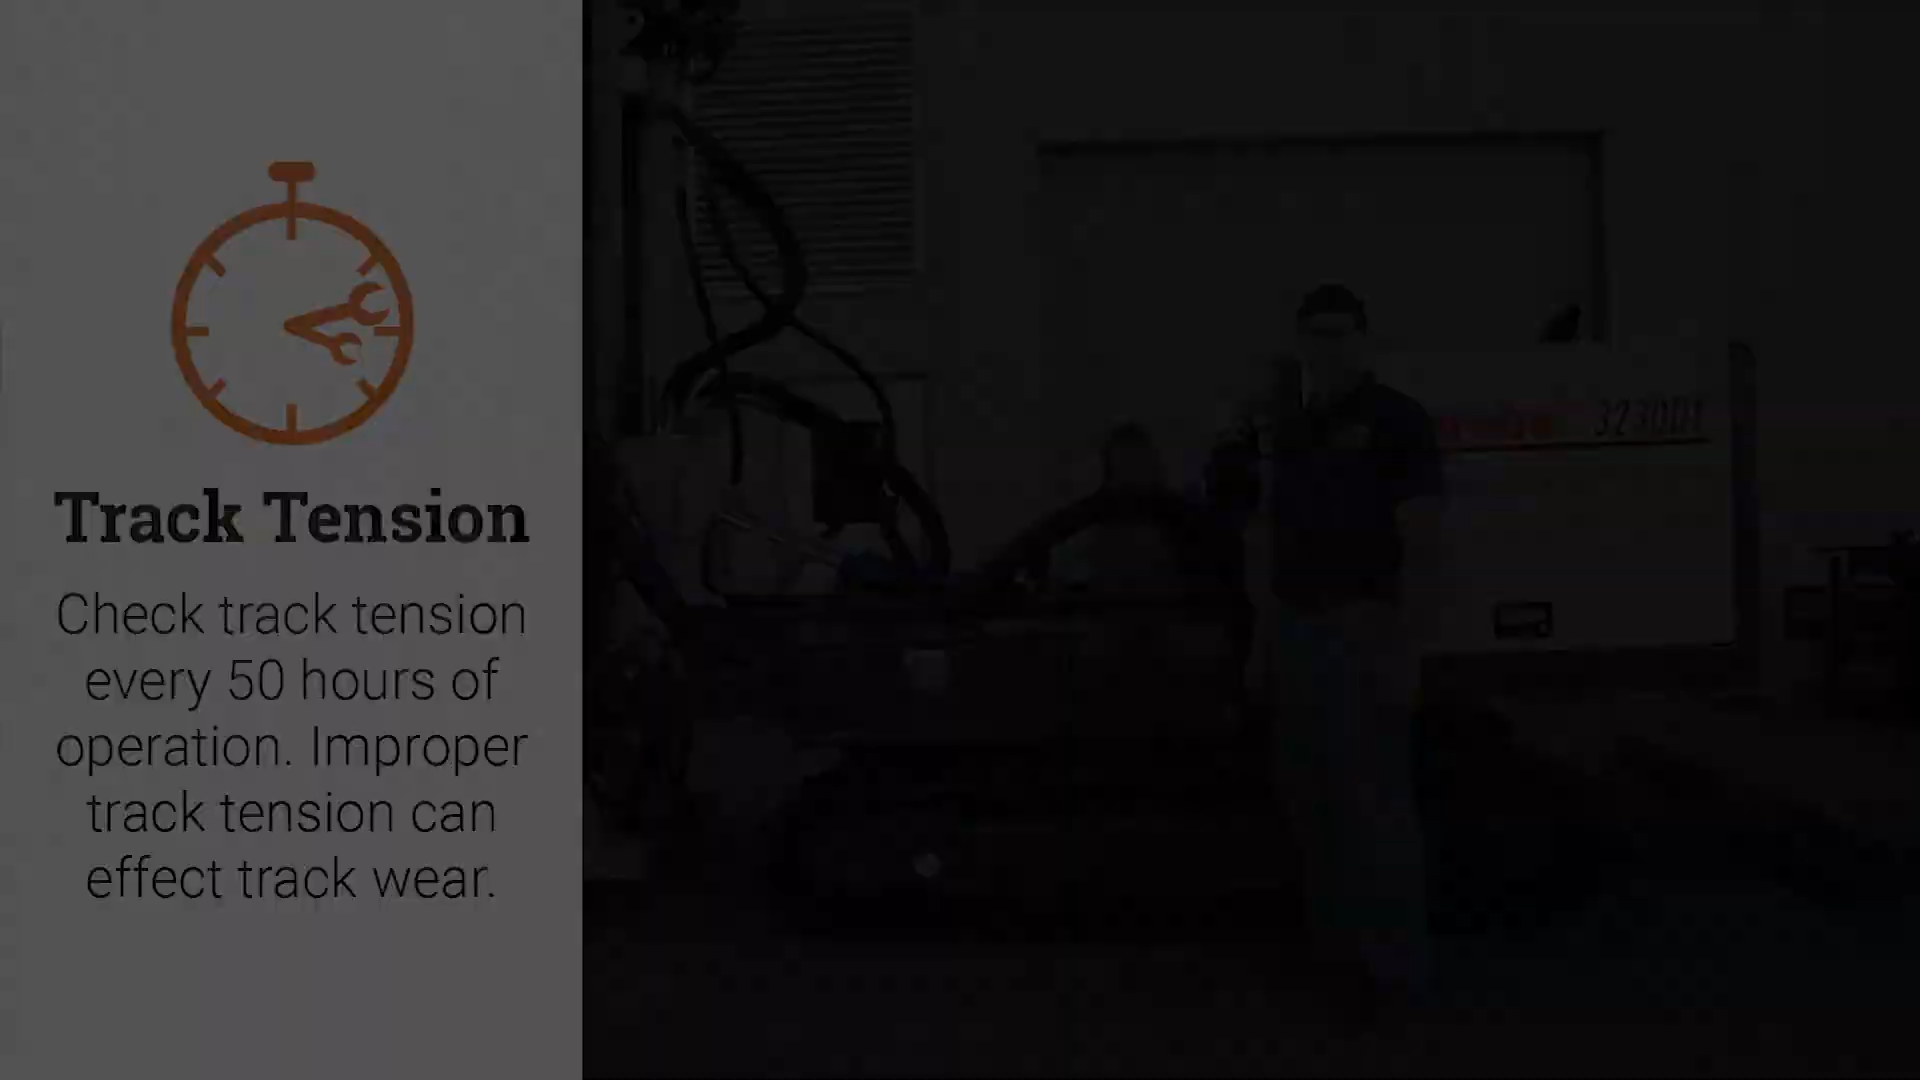 Track Tension
Check track tension
every 50 hours of
operation. Improper
track tension can
effect track wear.